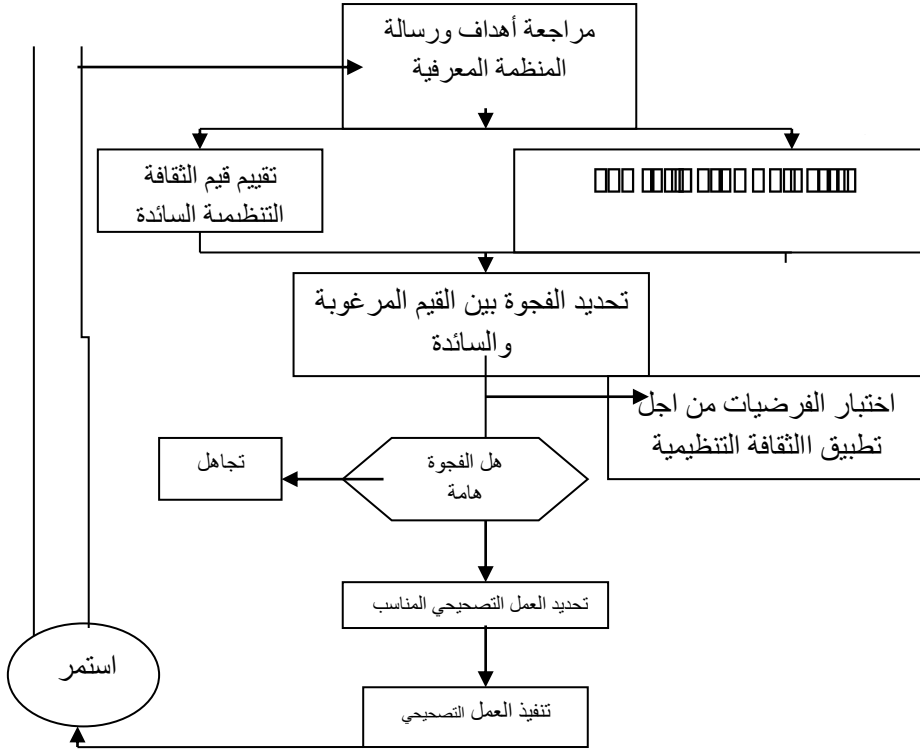 مراجعة أهداف ورسالة
المنظمة المعرفية
تقييم قيم الثقافة
التنظيمية السائدة
تحديد الفجوة بين القيم المرغوبة
والسائدة
اختبار الفرضيات من اجل
تطبيق االثقافة التنظيمية
هل الفجوة
هامة
تجاهل
تحديد العمل التصحيحي المناسب
تنفيذ العمل التصحيحي
استمر